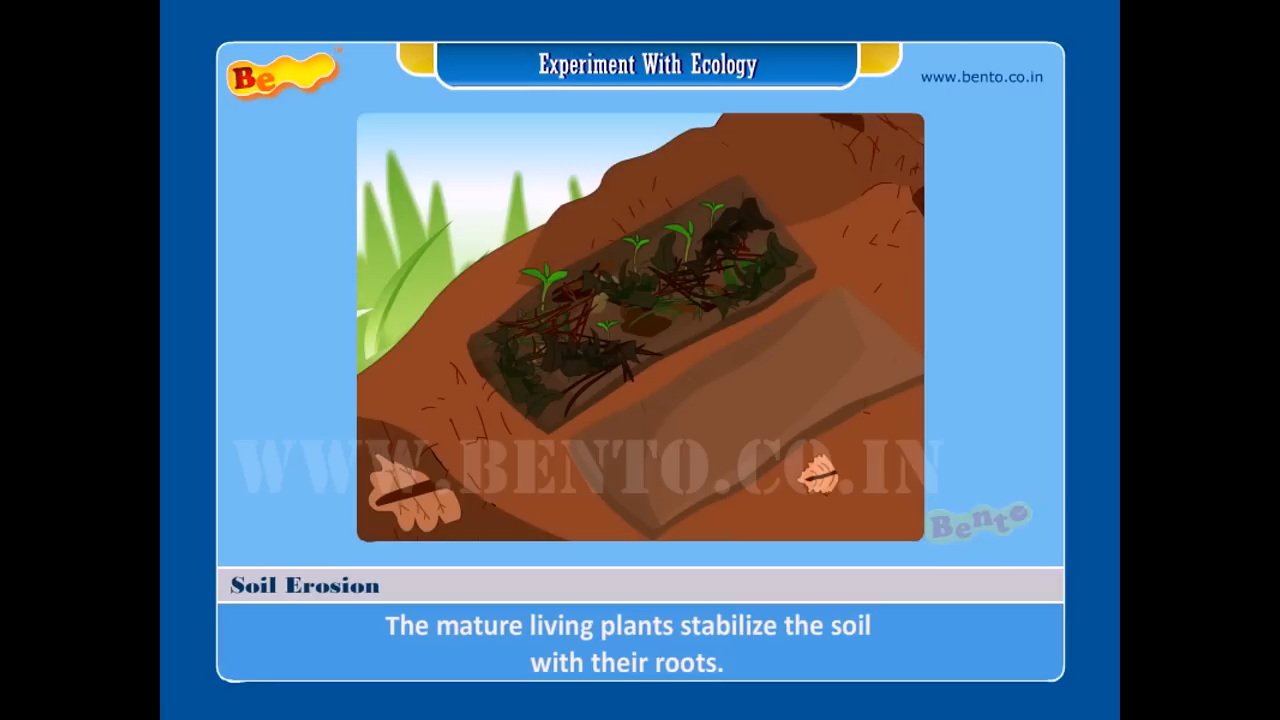 Be
Experiment With Ecology
www.bento.co.in
WWW.BENTO.CO.IN
Bento
Soil Erosion
The mature living plants stabilize the soil
with their roots.